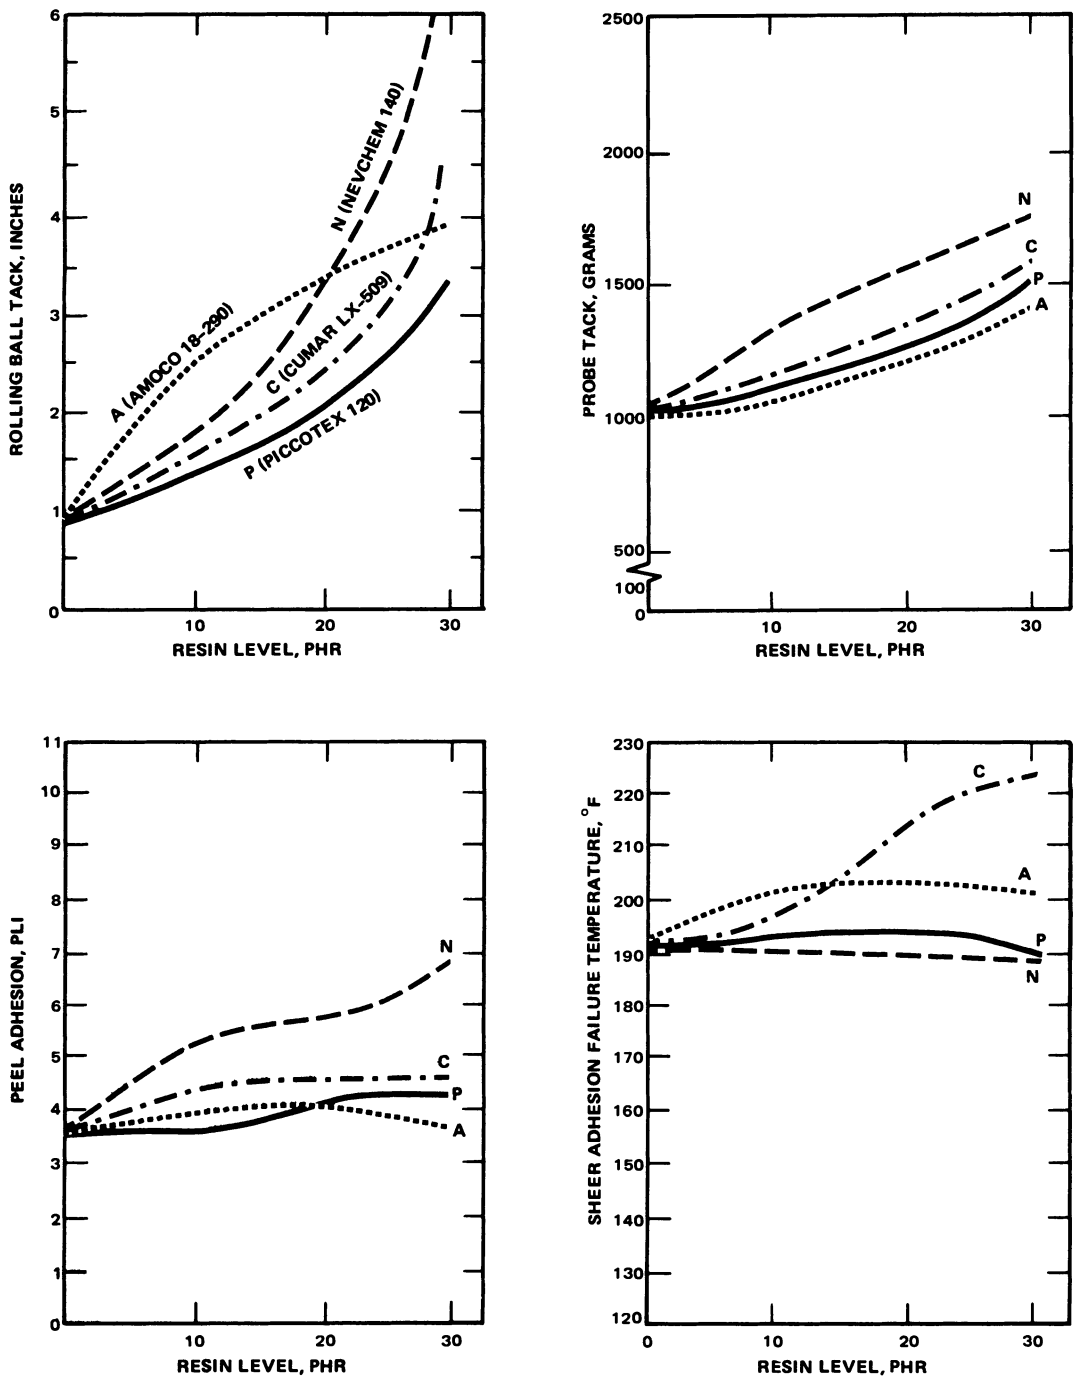 6
5
4
3
2
1
0
ROLLING BALL TACK, INCHES
A (AMOCO 18-290)
N (NEVCHEM 140)
C (CUMAR LX-509)
P (PICCOTEX 120)
10
20
30
RESIN LEVEL, PHR
2500
2000
1500
1000
500
100
0
PROBE TACK, GRAMS
N
C
P
A
10
20
30
RESIN LEVEL, PHR
11
10
9
8
7
6
5
4
3
2
1
0
PEEL ADHESION, PLI
N
C
P
A
10
20
30
RESIN LEVEL, PHR
230
220
210
200
190
180
170
160
150
140
130
120
SHEER ADHESION FAILURE TEMPERATURE, °F
C
A
P
N
0
10
20
30
RESIN LEVEL, PHR